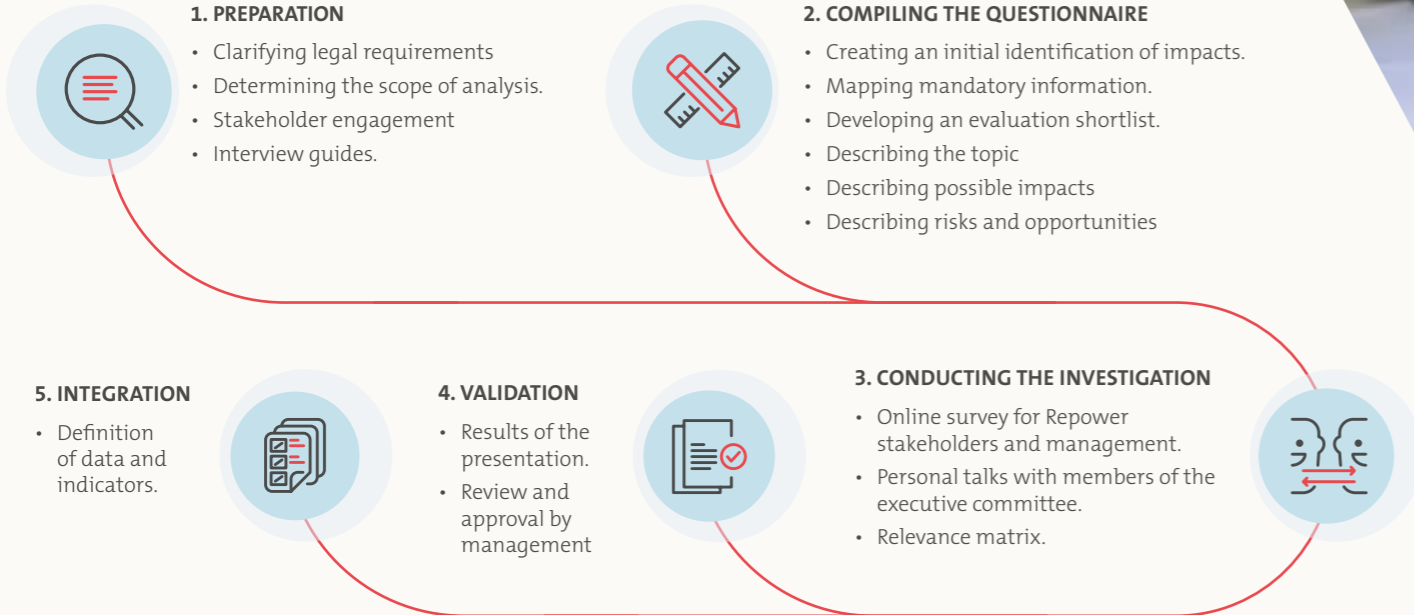 1. PREPARATION
• Clarifying legal requirements
• Determining the scope of analysis.
• Stakeholder engagement
• Interview guides.
2. COMPILING THE QUESTIONNAIRE
• Creating an initial identification of impacts.
• Mapping mandatory information.
• Developing an evaluation shortlist.
• Describing the topic
• Describing possible impacts
• Describing risks and opportunities
3. CONDUCTING THE INVESTIGATION
• Online survey for Repower
stakeholders and management.
• Personal talks with members of the
executive committee.
• Relevance matrix.
4. VALIDATION
• Results of the
presentation.
• Review and
approval by
management
5. INTEGRATION
• Definition
of data and
indicators.